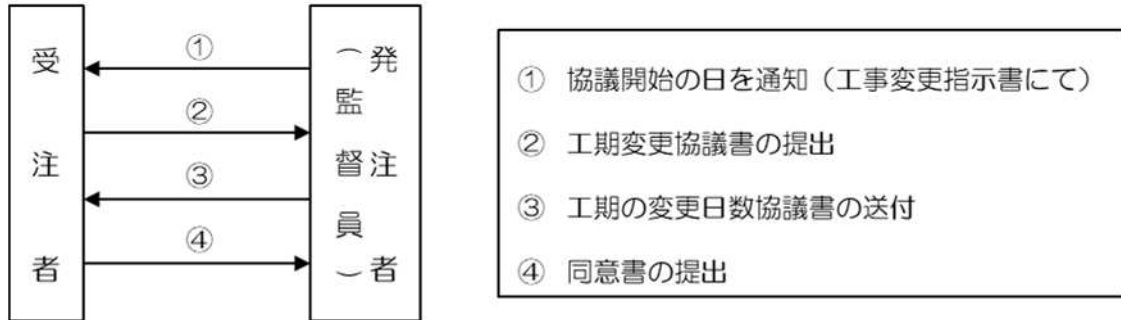 受注者
①
②
③
④
発注者
（監督員）
① 協議開始の日を通知（工事変更指示書にて）
② 工期変更協議書の提出
③ 工期の変更日数協議書の送付
④ 同意書の提出